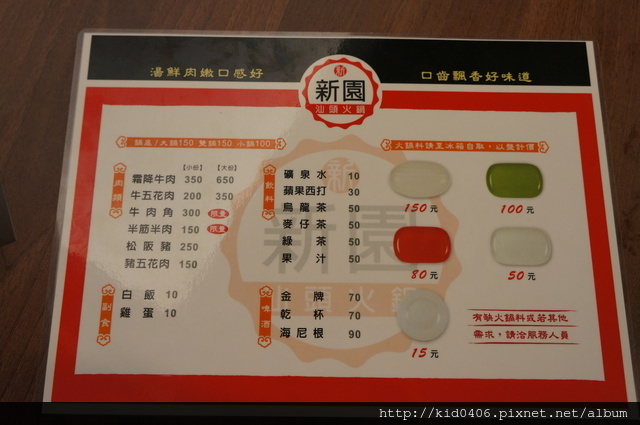 湯鮮肉嫩口感好
新
新園
汕頭火鍋
口齒飄香好味道
鍋底/大鍋150 雙鍋150 小鍋100
火鍋料請至冰箱自取，以盤計價
肉類
【小份】 【大份】
霜降牛肉 350 650
牛五花肉 200 350
牛肉角 300 限量
半筋半肉 150 限量
松阪豬 250
豬五花肉 150
副食
白飯 10
雞蛋 10
飲料
礦泉水 10
蘋果西打 30
烏龍茶 50
麥仔茶 50
綠茶 50
果汁 50
啤酒
金牌 70
乾杯 70
海尼根 90
150元
100元
80元
50元
15元
有缺火鍋料或若其他
需求，請洽服務人員
新
新園
汕頭火鍋
http://kid0406.pixnet.net/album